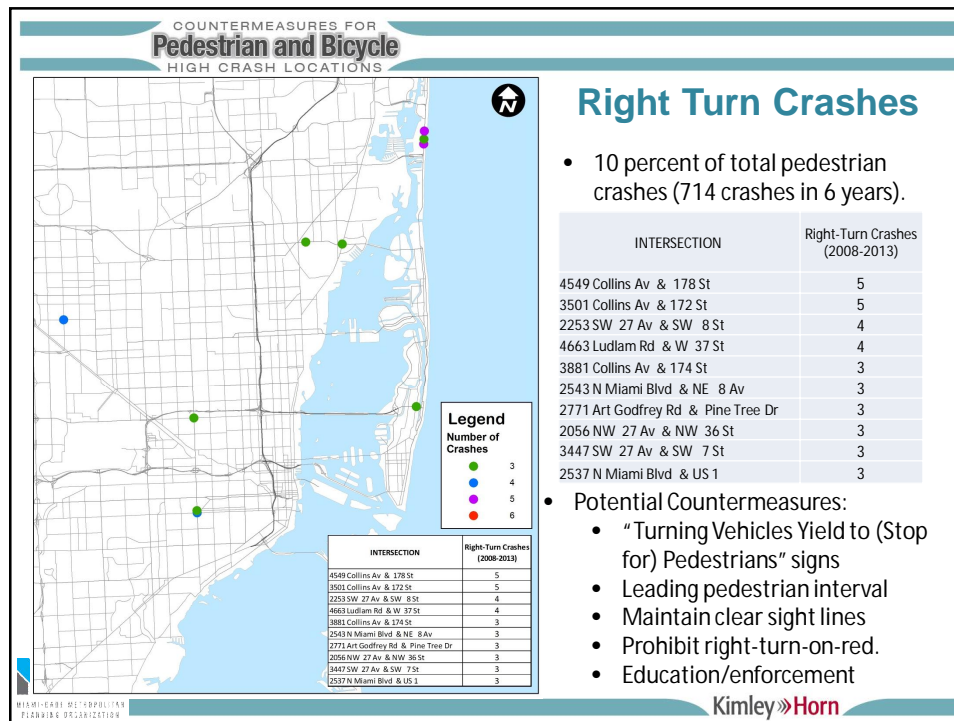 COUNTERMEASURES FOR
Pedestrian and Bicycle
HIGH CRASH LOCATIONS
N
Legend
Number of
Crashes
3
4
5
6
INTERSECTION Right-Turn Crashes
(2008-2013)
4549 Collins Av & 178 St 5
3501 Collins Av & 172 St 5
2253 SW 27 Av & SW 8 St 4
4663 Ludlam Rd & W 37 St 4
3881 Collins Av & 174 St 3
2543 N Miami Blvd & NE 8 Av 3
2771 Art Godfrey Rd & Pine Tree Dr 3
2056 NW 27 Av & NW 36 St 3
3447 SW 27 Av & SW 7 St 3
2537 N Miami Blvd & US 1 3
Right Turn Crashes
• 10 percent of total pedestrian
crashes (714 crashes in 6 years).
INTERSECTION Right-Turn Crashes
(2008-2013)
4549 Collins Av & 178 St 5
3501 Collins Av & 172 St 5
2253 SW 27 Av & SW 8 St 4
4663 Ludlam Rd & W 37 St 4
3881 Collins Av & 174 St 3
2543 N Miami Blvd & NE 8 Av 3
2771 Art Godfrey Rd & Pine Tree Dr 3
2056 NW 27 Av & NW 36 St 3
3447 SW 27 Av & SW 7 St 3
2537 N Miami Blvd & US 1 3
• Potential Countermeasures:
• "Turning Vehicles Yield to (Stop
for) Pedestrians" signs
• Leading pedestrian interval
• Maintain clear sight lines
• Prohibit right-turn-on-red.
• Education/enforcement
MIAMI-DADE METROPOLITAN
PLANNING ORGANIZATION
Kimley»Horn